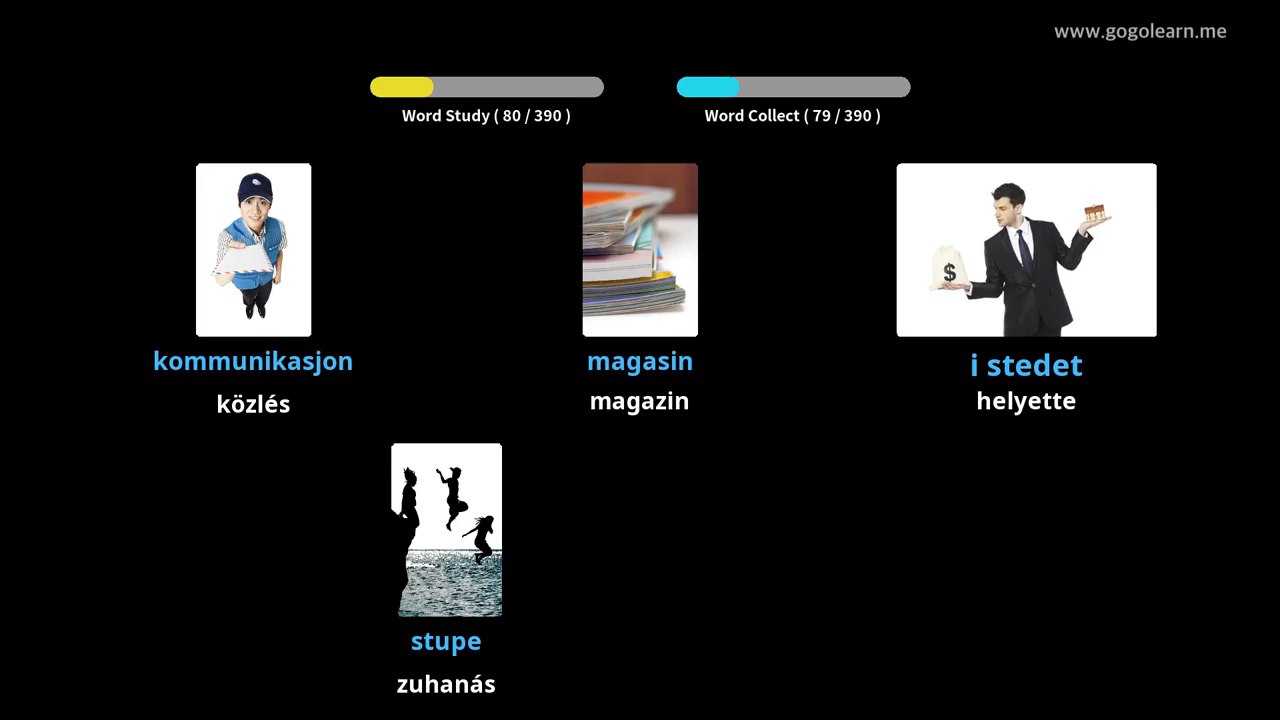 www.gogolearn.me
Word Study ( 80 / 390 )
Word Collect ( 79 / 390 )
$
kommunikasjon
közlés
magasin
magazin
i stedet
helyette
stupe
zuhanás